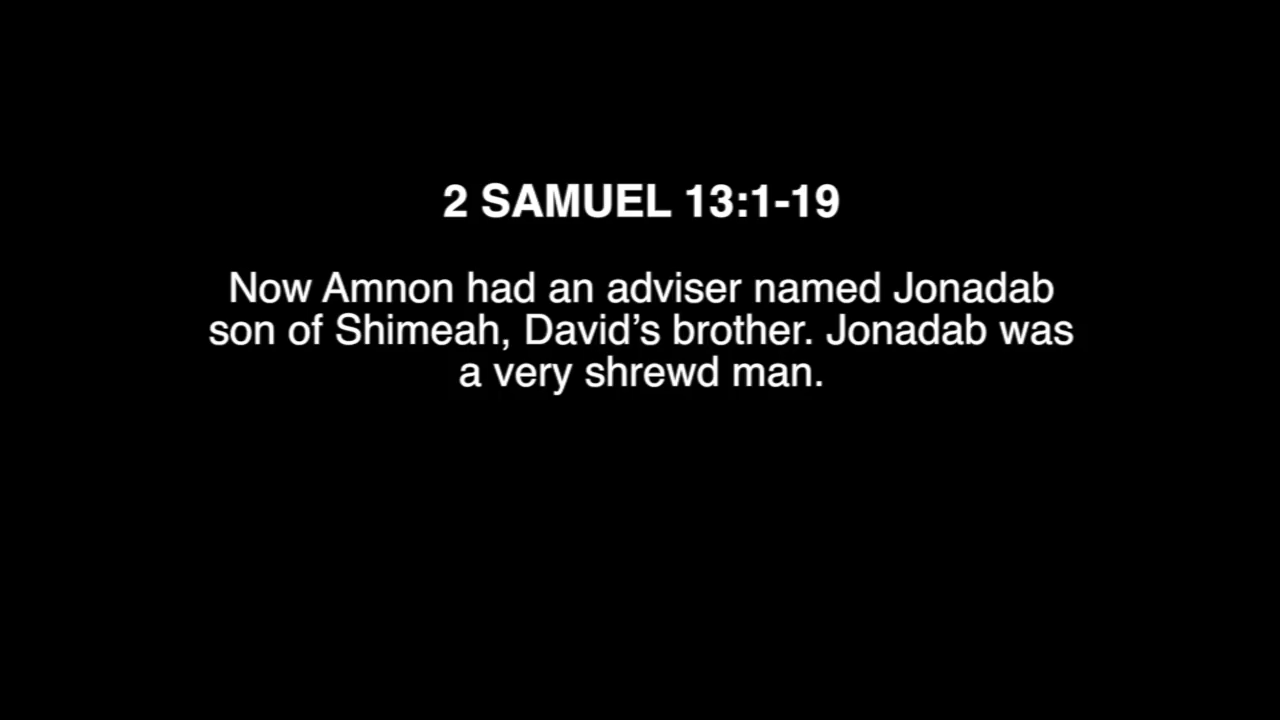 2 SAMUEL 13:1-19
Now Amnon had an adviser named Jonadab
son of Shimeah, David’s brother. Jonadab was
a very shrewd man.